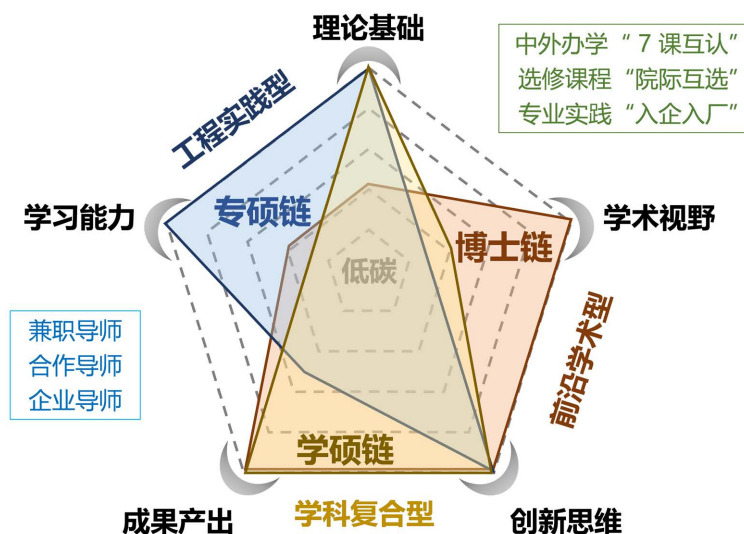 理论基础
中外办学“7课互认”
选修课程“院际互选”
专业实践“入企入厂”
工程实践型
学习能力
专硕链
学术视野
博士链
低碳
兼职导师
合作导师
企业导师
前沿学术型
学硕链
成果产出
学科复合型
创新思维